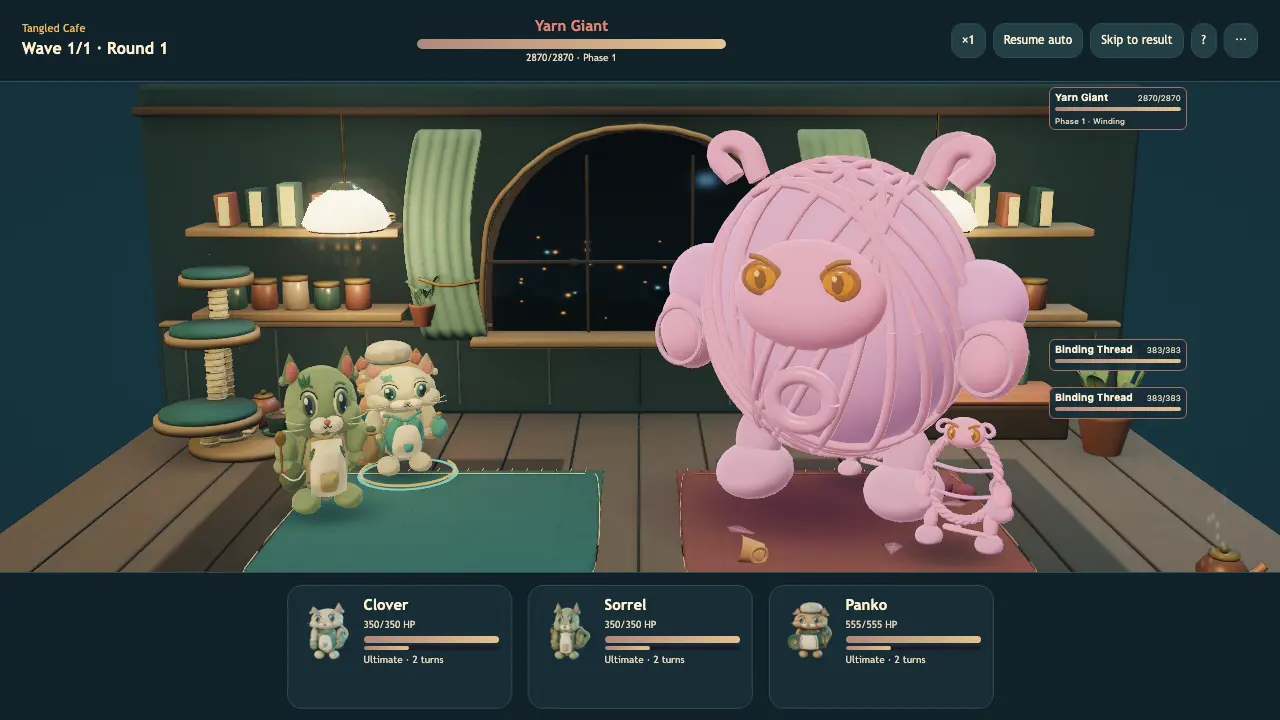 Tangled Cafe
Wave 1/1 · Round 1
Yarn Giant
2870/2870 · Phase 1
×1
Resume auto
Skip to result
?
···
Yarn Giant 2870/2870
Phase 1 · Winding
Binding Thread 383/383
Binding Thread 383/383
Clover
350/350 HP
Ultimate · 2 turns
Sorrel
350/350 HP
Ultimate · 2 turns
Panko
555/555 HP
Ultimate · 2 turns